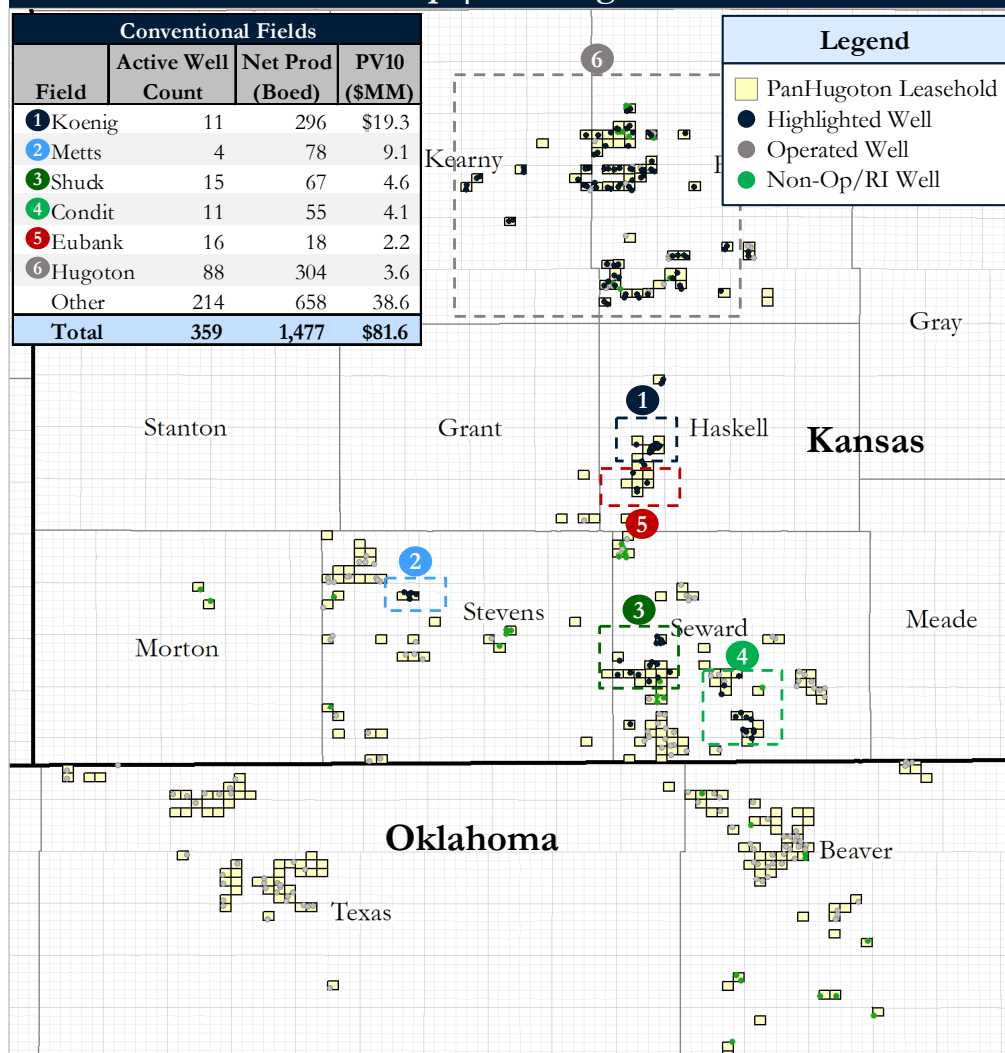 Conventional Fields
Field Active Well Count Net Prod (Boed) PV10 ($MM)
1 Koenig 11 296 $19.3
2 Metts 4 78 9.1
3 Shuck 15 67 4.6
4 Condit 11 55 4.1
5 Eubank 16 18 2.2
6 Hugoton 88 304 3.6
Other 214 658 38.6
Total 359 1,477 $81.6
Legend
PanHugoton Leasehold
Highlighted Well
Operated Well
Non-Op/RI Well
6
Kearny
Gray
1
Stanton
Grant
Haskell
Kansas
5
2
Stevens
3
Seward
Meade
Morton
4
Oklahoma
Beaver
Texas